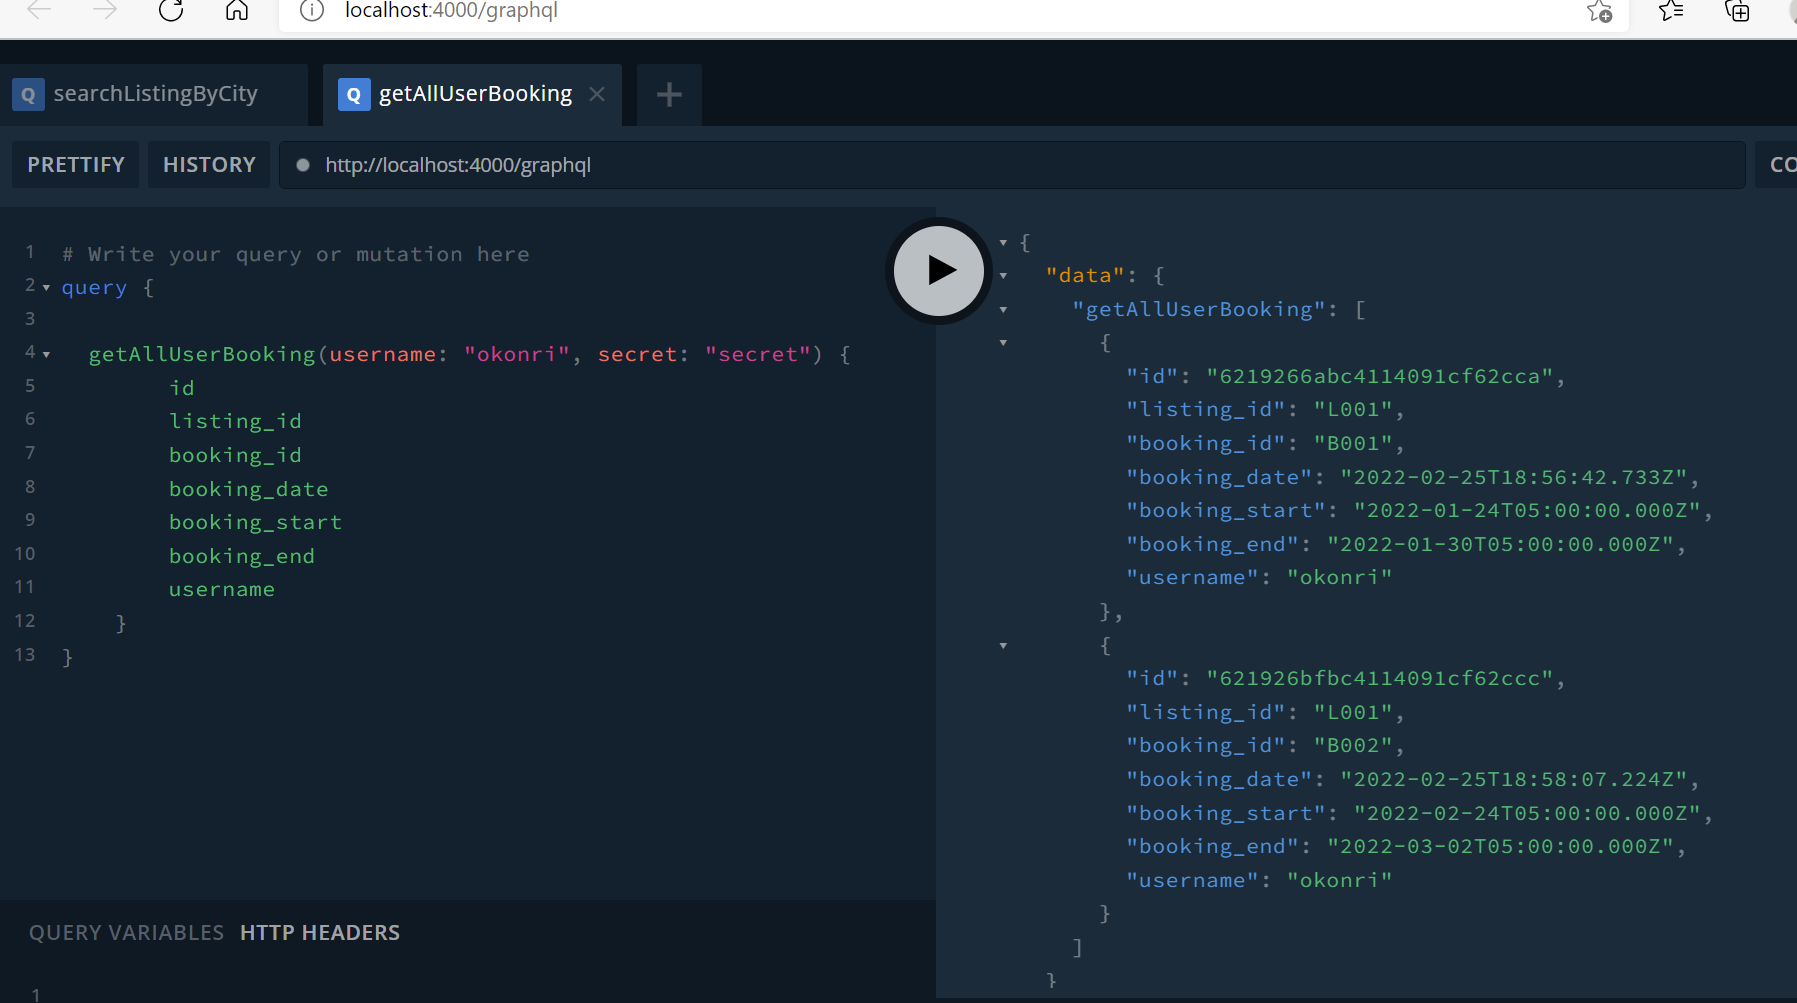 localhost:4000/graphql
Q searchListingByCity
Q getAllUserBooking
PRETTIFY HISTORY http://localhost:4000/graphql CO
1 # Write your query or mutation here
2 query {
3
4 getAllUserBooking(username: "okonri", secret: "secret") {
5 id
6 listing_id
7 booking_id
8 booking_date
9 booking_start
10 booking_end
11 username
12 }
13 }
QUERY VARIABLES HTTP HEADERS
1
{
"data": {
"getAllUserBooking": [
{
"id": "6219266abc4114091cf62cca",
"listing_id": "L001",
"booking_id": "B001",
"booking_date": "2022-02-25T18:56:42.733Z",
"booking_start": "2022-01-24T05:00:00.000Z",
"booking_end": "2022-01-30T05:00:00.000Z",
"username": "okonri"
},
{
"id": "621926bfbc4114091cf62ccc",
"listing_id": "L001",
"booking_id": "B002",
"booking_date": "2022-02-25T18:58:07.224Z",
"booking_start": "2022-02-24T05:00:00.000Z",
"booking_end": "2022-03-02T05:00:00.000Z",
"username": "okonri"
}
]
}